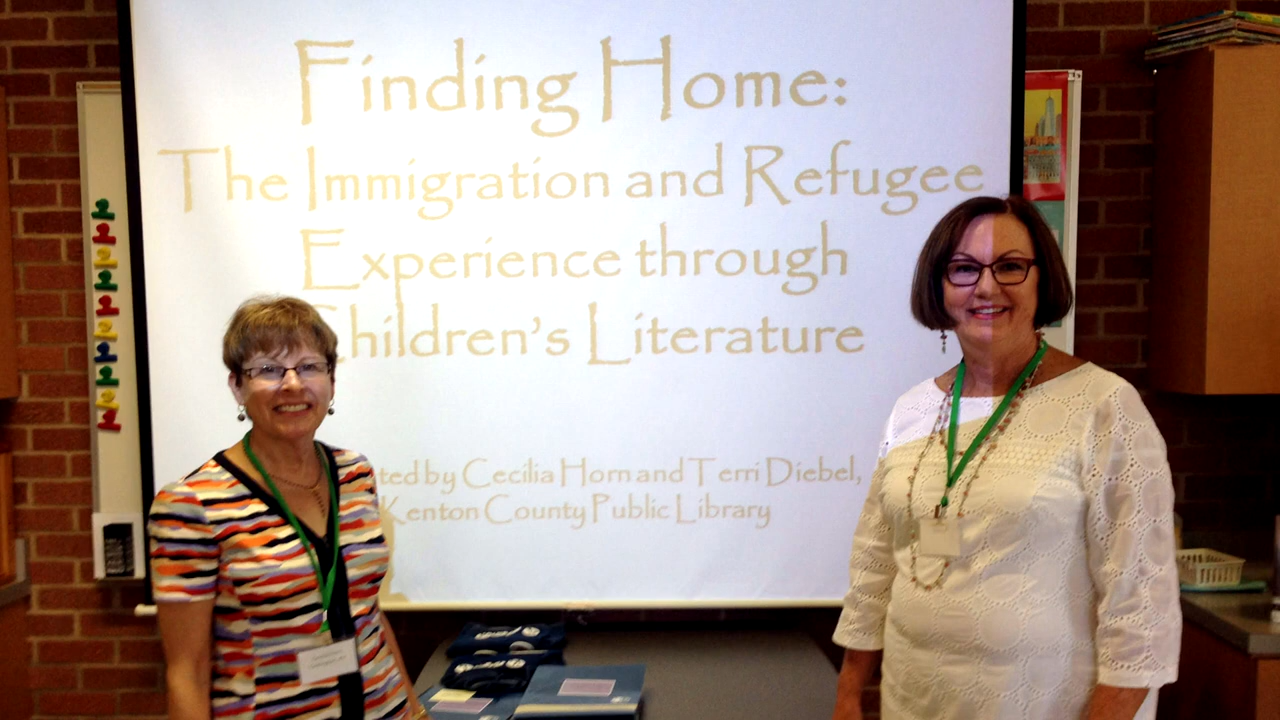 Finding Home:
The Immigration and Refugee
Experience through
Children's Literature
by Cecilia Horn and Terri Diebel,
Kenton County Public Library